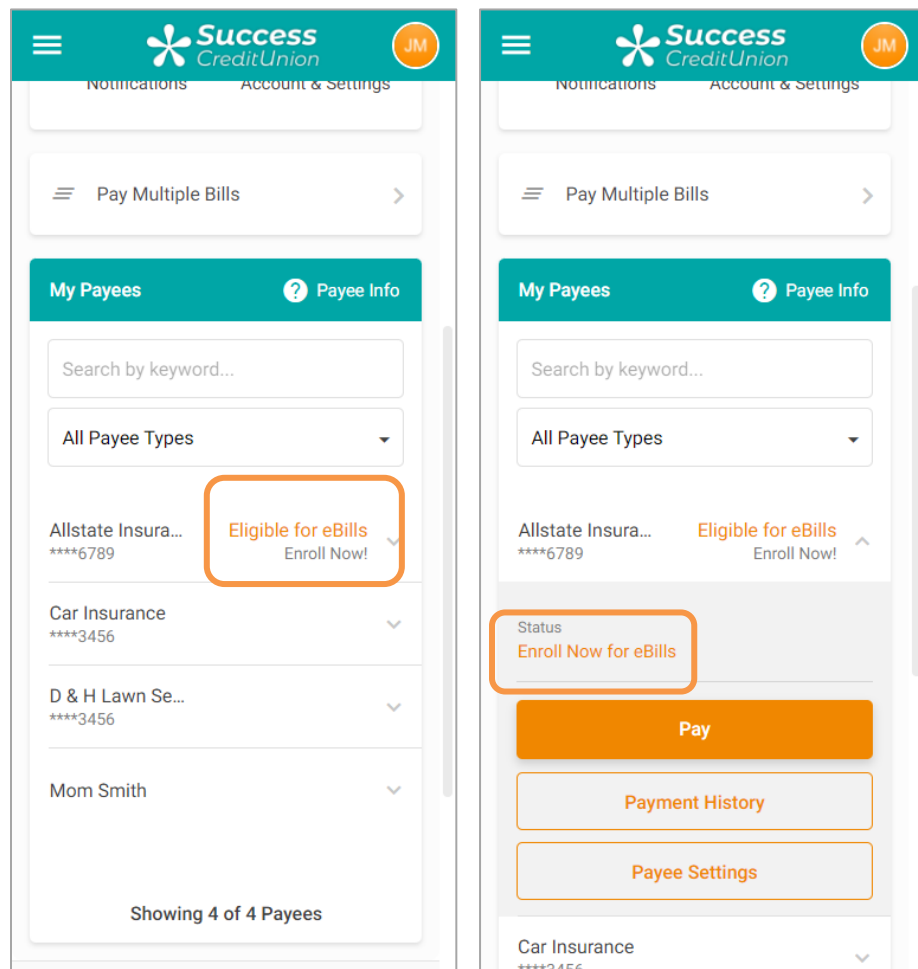 Success
CreditUnion
JM
Notifications Account & Settings
Pay Multiple Bills
My Payees
Payee Info
Search by keyword...
All Payee Types
Allstate Insura...
****6789
Eligible for eBills
Enroll Now!
Car Insurance
****3456
D & H Lawn Se...
****3456
Mom Smith
Showing 4 of 4 Payees
Success
CreditUnion
JM
Notifications Account & Settings
Pay Multiple Bills
My Payees
Payee Info
Search by keyword...
All Payee Types
Allstate Insura...
****6789
Eligible for eBills
Enroll Now!
Status
Enroll Now for eBills
Pay
Payment History
Payee Settings
Car Insurance
****3456